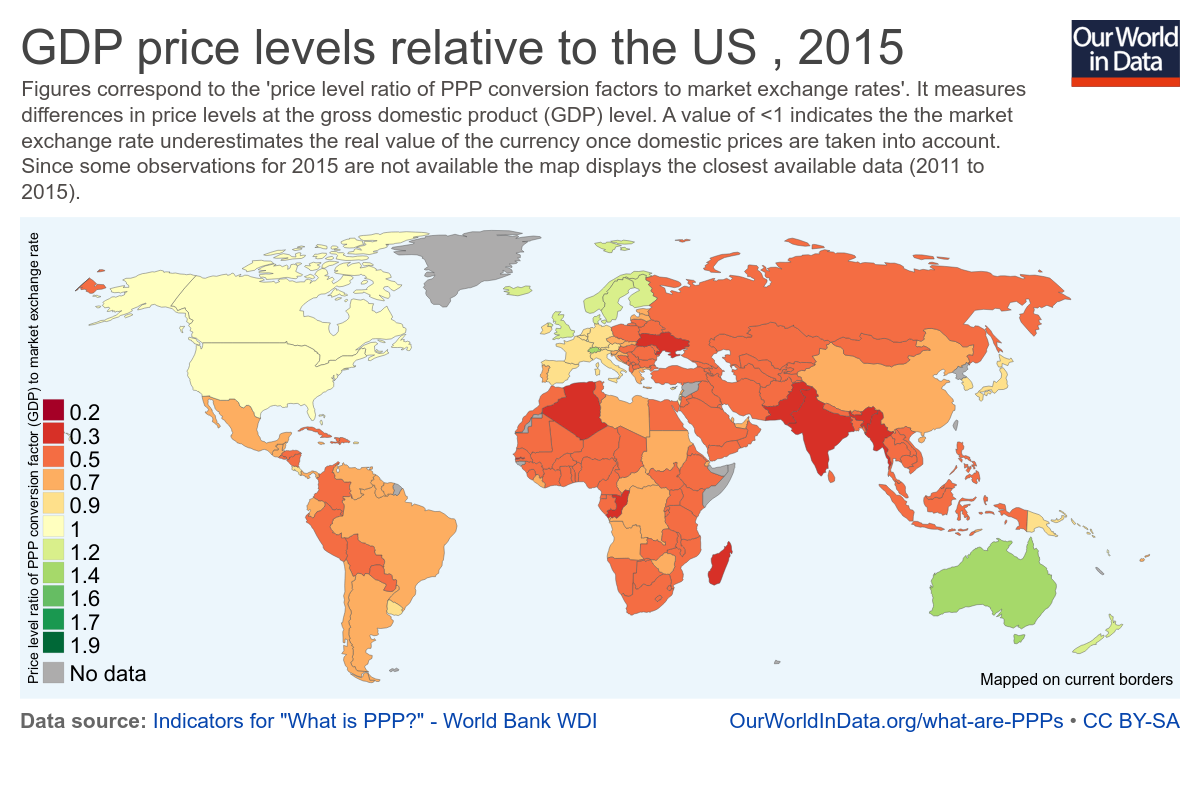 GDP price levels relative to the US , 2015
Our World
in Data
Figures correspond to the 'price level ratio of PPP conversion factors to market exchange rates'. It measures
differences in price levels at the gross domestic product (GDP) level. A value of <1 indicates the the market
exchange rate underestimates the real value of the currency once domestic prices are taken into account.
Since some observations for 2015 are not available the map displays the closest available data (2011 to
2015).
Price level ratio of PPP conversion factor (GDP) to market exchange rate
0.2
0.3
0.5
0.7
0.9
1
1.2
1.4
1.6
1.7
1.9
No data
Mapped on current borders
Data source: Indicators for "What is PPP?" - World Bank WDI
OurWorldInData.org/what-are-PPPs • CC BY-SA